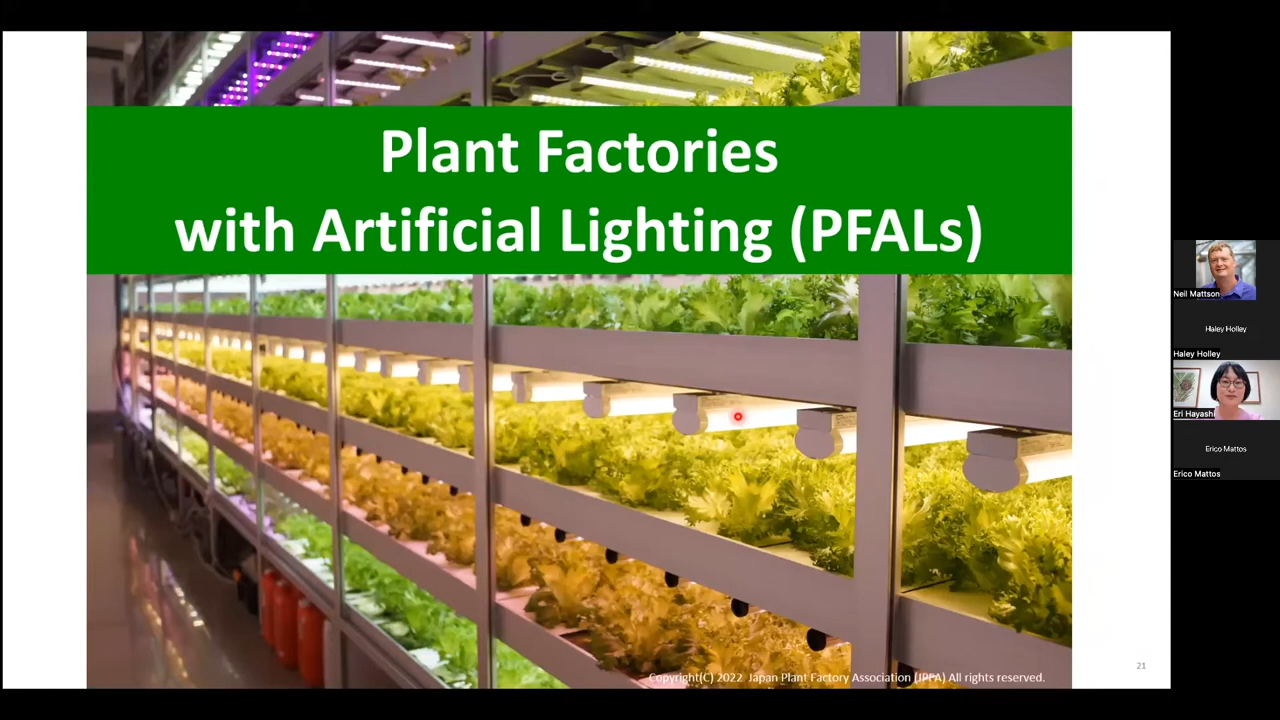 Plant Factories
with Artificial Lighting (PFALs)
Neil Mattson
Haley Holley
Haley Holley
Eri Hayashi
Erico Mattos
Erico Mattos
21
Copyright(C) 2022 Japan Plant Factory Association (JPFA) All rights reserved.